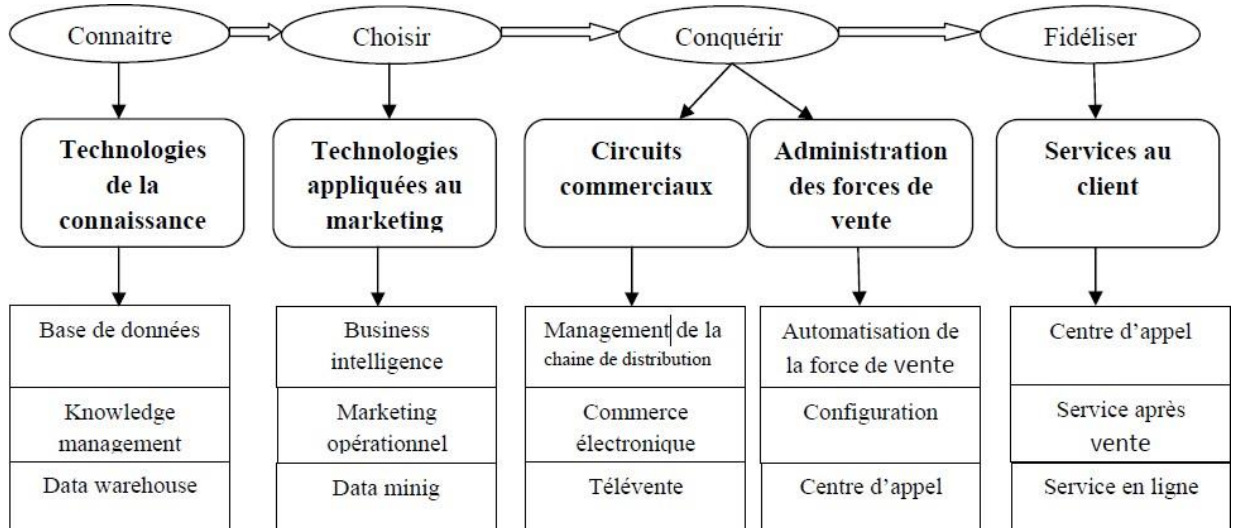 Connaitre
Choisir
Conquérir
Fidéliser
Technologies
de la
connaissance
Technologies
appliquées au
marketing
Circuits
commerciaux
Administration
des forces de
vente
Services au
client
Base de données
Knowledge
management
Data warehouse
Business
intelligence
Marketing
opérationnel
Data minig
Management de la
chaine de distribution
Commerce
électronique
Télévente
Automatisation de
la force de vente
Configuration
Centre d'appel
Centre d'appel
Service après
vente
Service en ligne